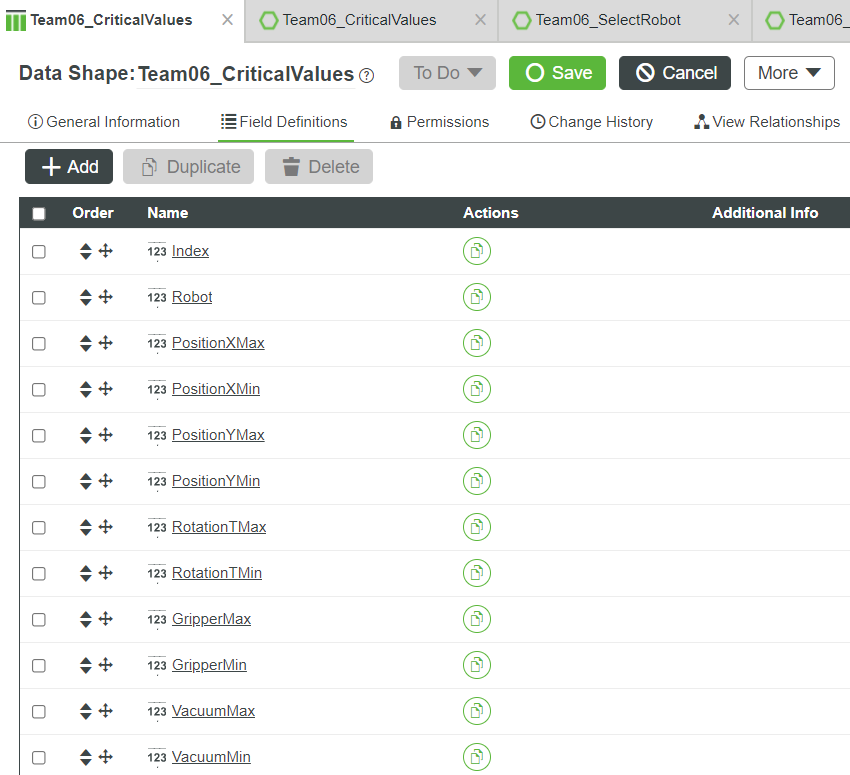 Team06_CriticalValues Team06_CriticalValues Team06_SelectRobot Team06_
Data Shape: Team06_CriticalValues ? To Do Save Cancel More
General Information Field Definitions Permissions Change History View Relationships
Add Duplicate Delete
Order Name Actions Additional Info
123 Index
123 Robot
123 PositionXMax
123 PositionXMin
123 PositionYMax
123 PositionYMin
123 RotationTMax
123 RotationTMin
123 GripperMax
123 GripperMin
123 VacuumMax
123 VacuumMin